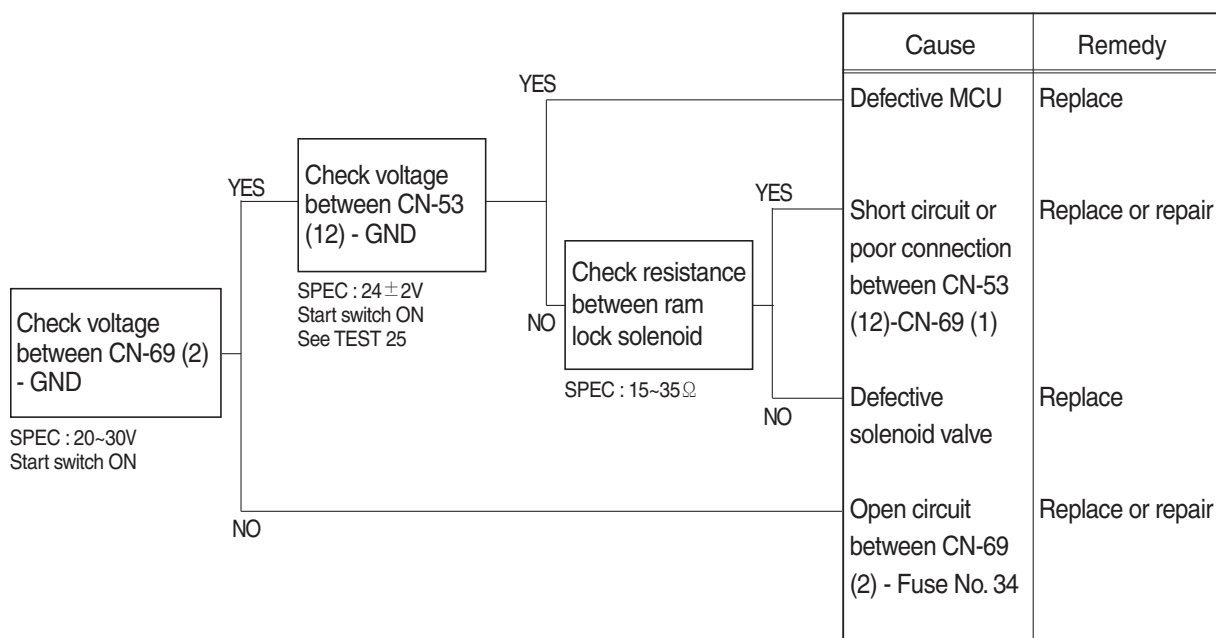 Cause
Remedy
YES
Defective MCU
Replace
Check voltage
between CN-53
(12) - GND
YES
SPEC : 24±2V
Start switch ON
See TEST 25
YES
Short circuit or
poor connection
between CN-53
(12)-CN-69 (1)
Replace or repair
Check resistance
between ram
lock solenoid
NO
SPEC : 15~35Ω
Check voltage
between CN-69 (2)
- GND
SPEC : 20~30V
Start switch ON
NO
Defective
solenoid valve
Replace
NO
Open circuit
between CN-69
(2) - Fuse No. 34
Replace or repair